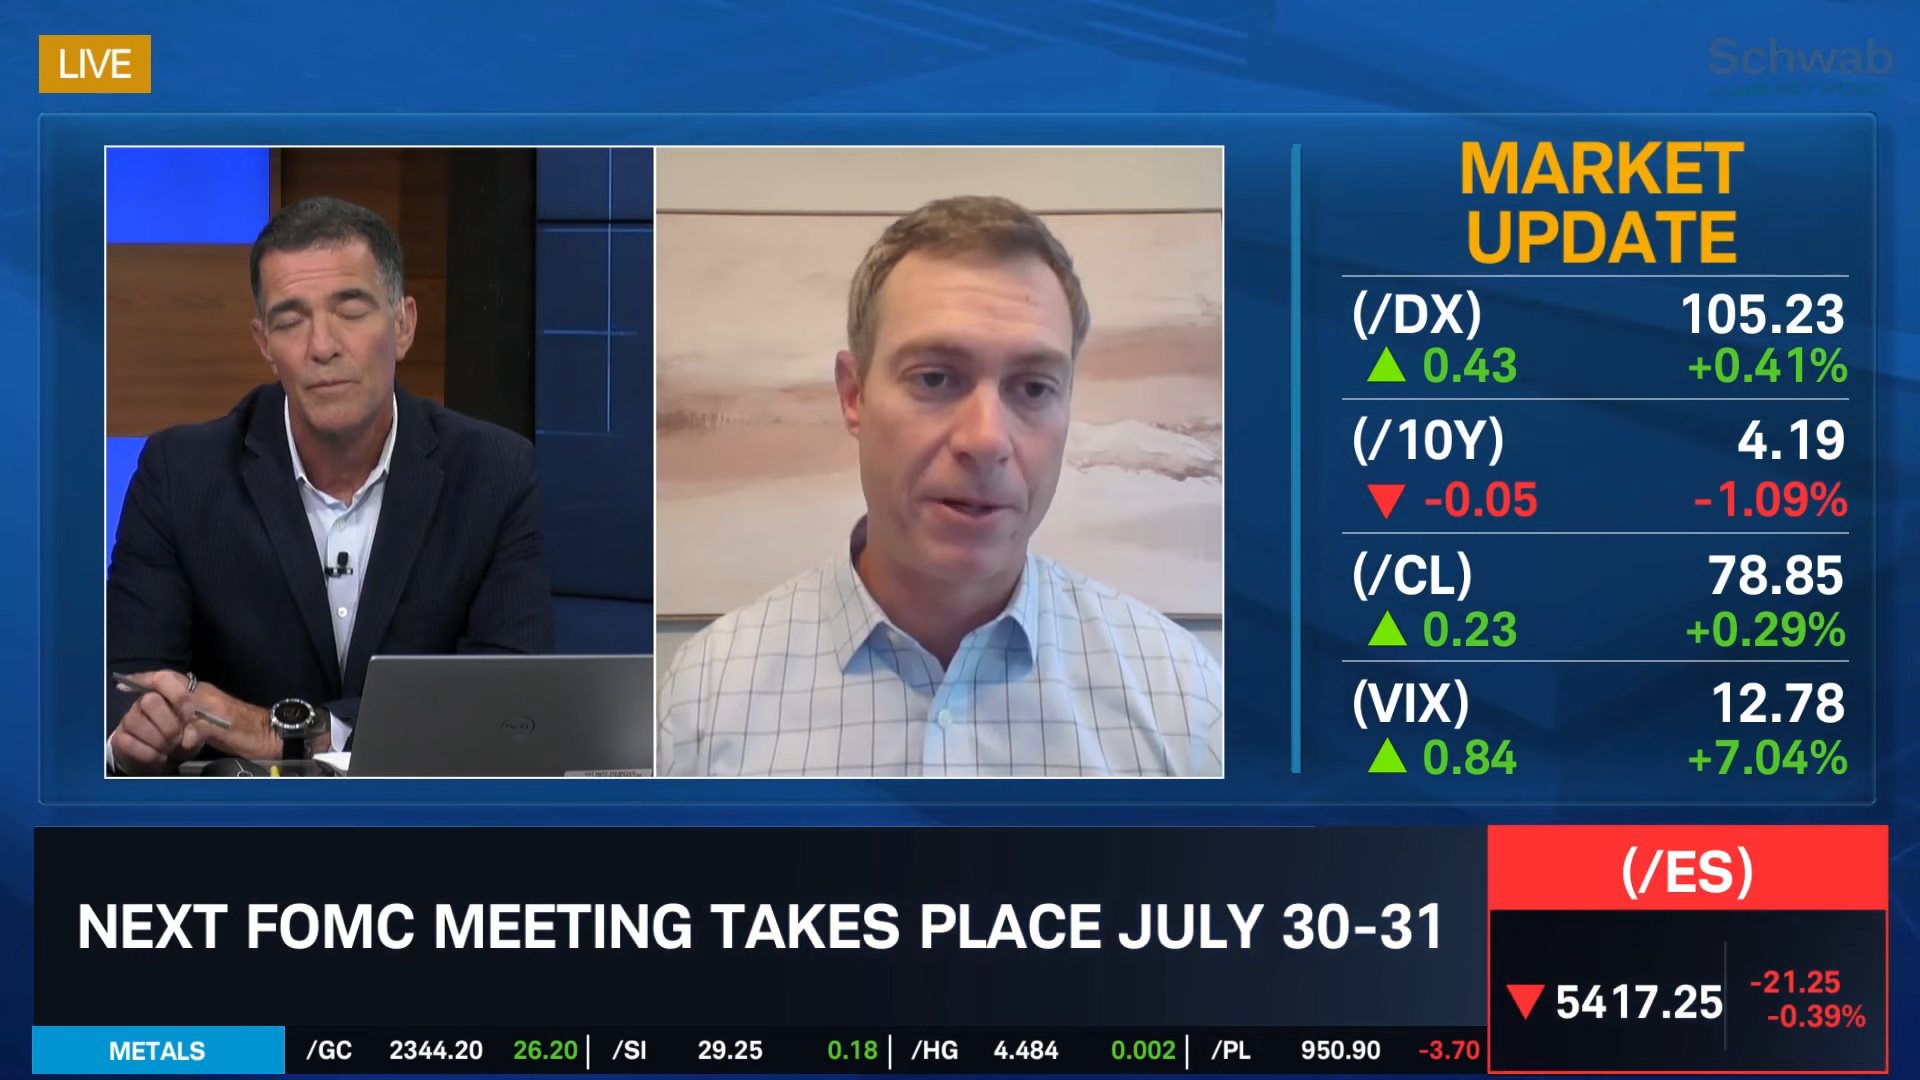 LIVE
Schwab
MARKET
UPDATE
(/DX) 105.23
▲ 0.43 +0.41%
(/10Y) 4.19
▼ -0.05 -1.09%
(/CL) 78.85
▲ 0.23 +0.29%
(VIX) 12.78
▲ 0.84 +7.04%
DELL
NEXT FOMC MEETING TAKES PLACE JULY 30-31
(/ES)
▼ 5417.25 -21.25
-0.39%
METALS /GC 2344.20 26.20 | /SI 29.25 0.18 | /HG 4.484 0.002 | /PL 950.90 -3.70